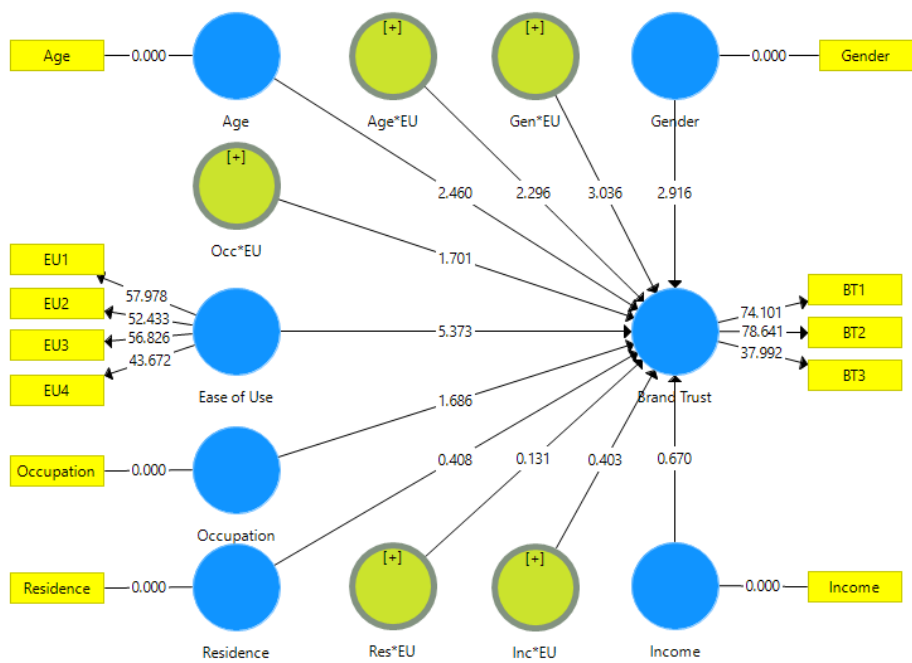 [+] [+]
Age 0.000 0.000 Gender
Age Age*EU Gen*EU Gender
[+]
2.460 2.296 3.036 2.916
Occ*EU
1.701
EU1
57.978
EU2
52.433
EU3
56.826
EU4
43.672
Ease of Use
5.373
74.101 BT1
78.641 BT2
37.992 BT3
Brand Trust
1.686
0.408 0.131 0.403 0.670
Occupation 0.000
Occupation
[+] [+]
Residence 0.000 0.000 Income
Residence Res*EU Inc*EU Income